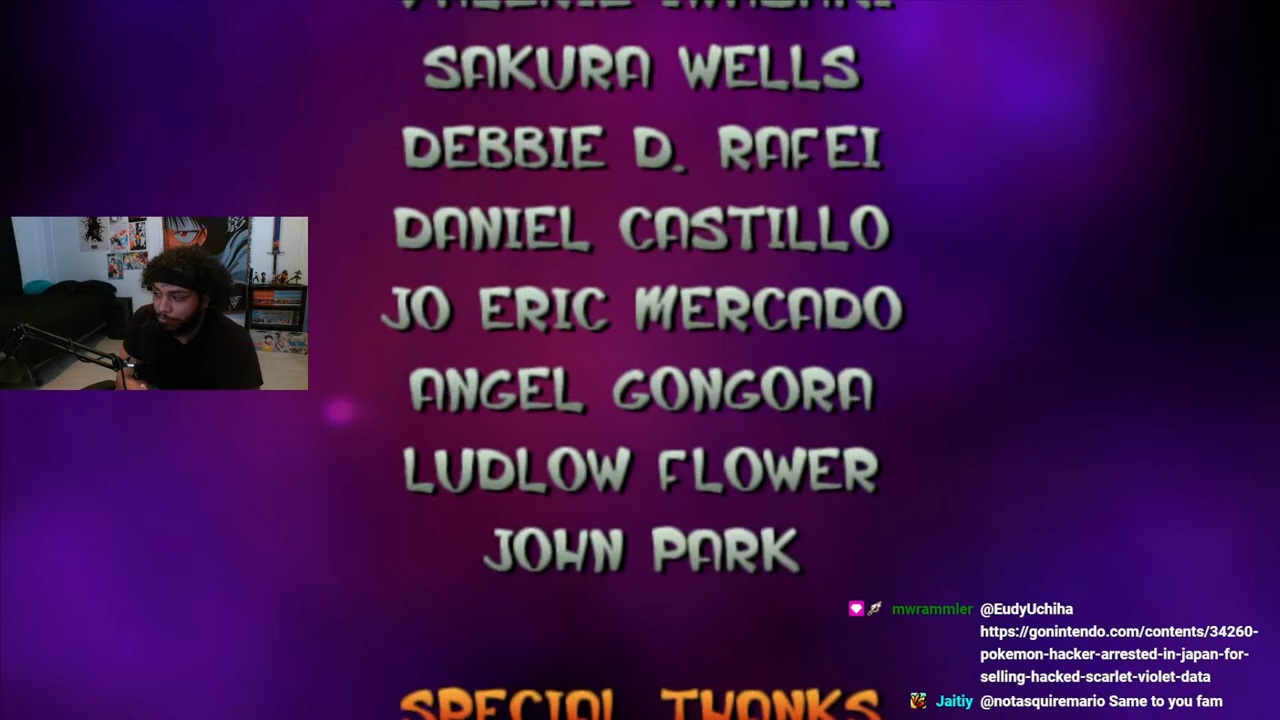 SAKURA WELLS
DEBBIE D. RAFEI
DANIEL CASTILLO
JO ERIC MERCADO
ANGEL GONGORA
LUDLOW FLOWER
JOHN PARK
SPECIAL THANKS
mwrammler @EudyUchiha
https://gonintendo.com/contents/34260-
pokemon-hacker-arrested-in-japan-for-
selling-hacked-scarlet-violet-data
Jaitiy @notasquiremario Same to you fam